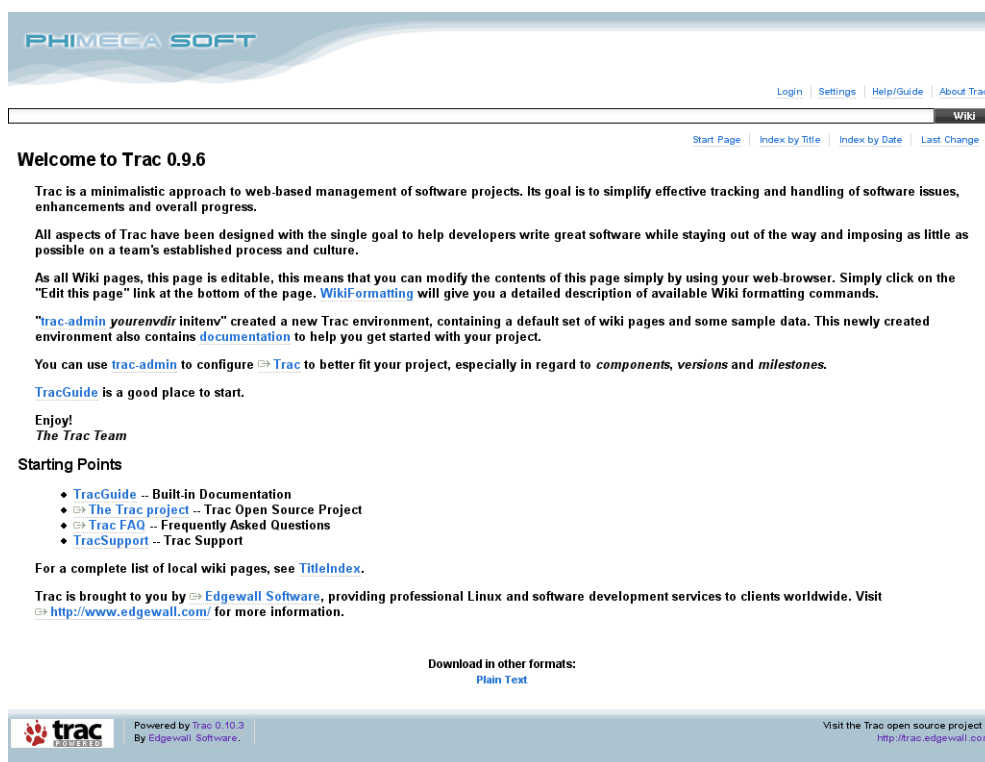 PHIMECA SOFT
Login Settings Help/Guide About Trac
Wiki
Start Page Index by Title Index by Date Last Change
Welcome to Trac 0.9.6
Trac is a minimalistic approach to web-based management of software projects. Its goal is to simplify effective tracking and handling of software issues,
enhancements and overall progress.
All aspects of Trac have been designed with the single goal to help developers write great software while staying out of the way and imposing as little as
possible on a team's established process and culture.
As all Wiki pages, this page is editable, this means that you can modify the contents of this page simply by using your web-browser. Simply click on the
"Edit this page" link at the bottom of the page. WikiFormatting will give you a detailed description of available Wiki formatting commands.
"trac-admin yourenvdir initenv" created a new Trac environment, containing a default set of wiki pages and some sample data. This newly created
environment also contains documentation to help you get started with your project.
You can use trac-admin to configure Trac to better fit your project, especially in regard to components, versions and milestones.
TracGuide is a good place to start.
Enjoy!
The Trac Team
Starting Points
TracGuide -- Built-in Documentation
The Trac project -- Trac Open Source Project
Trac FAQ -- Frequently Asked Questions
TracSupport -- Trac Support
For a complete list of local wiki pages, see TitleIndex.
Trac is brought to you by Edgewall Software, providing professional Linux and software development services to clients worldwide. Visit
http://www.edgewall.com/ for more information.
Download in other formats:
Plain Text
trac
POWERED
Powered by Trac 0.10.3
By Edgewall Software.
Visit the Trac open source project
http://trac.edgewall.com